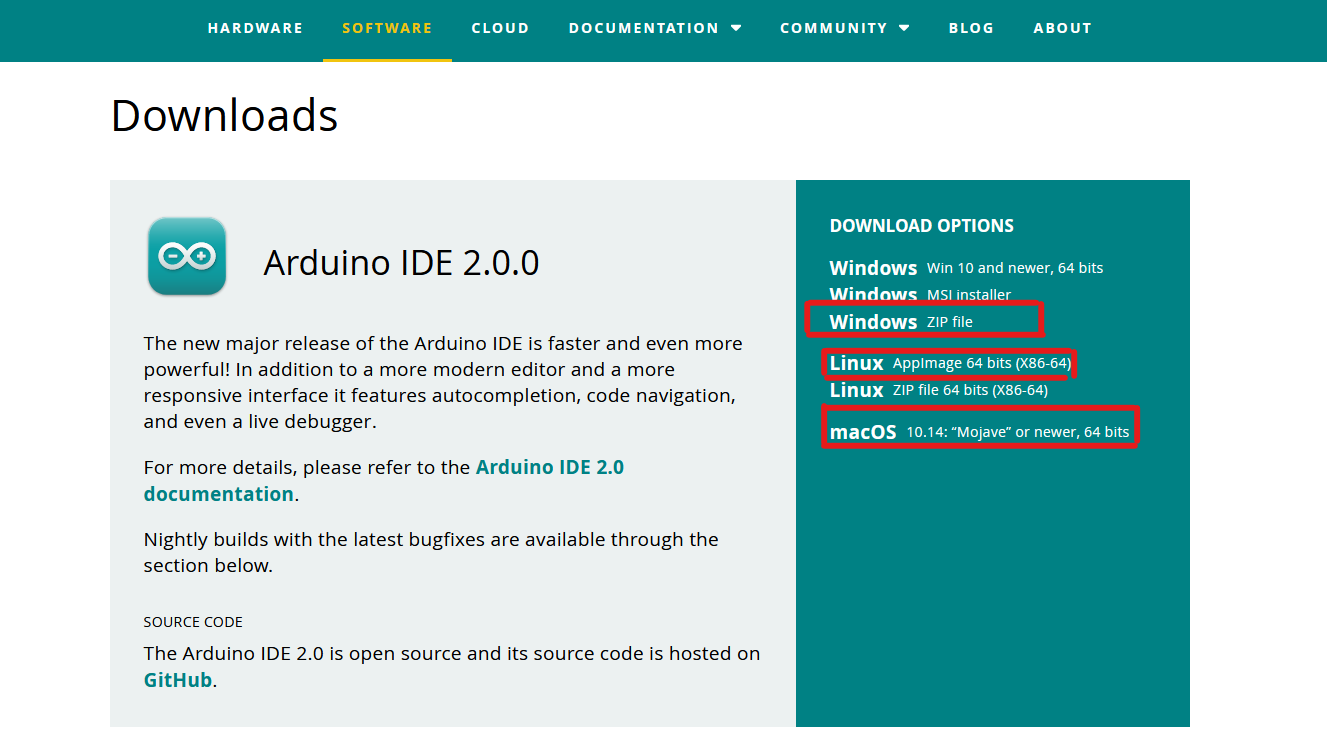 HARDWARE SOFTWARE CLOUD DOCUMENTATION COMMUNITY BLOG ABOUT
Downloads
Arduino IDE 2.0.0
The new major release of the Arduino IDE is faster and even more
powerful! In addition to a more modern editor and a more
responsive interface it features autocompletion, code navigation,
and even a live debugger.
For more details, please refer to the Arduino IDE 2.0
documentation.
Nightly builds with the latest bugfixes are available through the
section below.
SOURCE CODE
The Arduino IDE 2.0 is open source and its source code is hosted on
GitHub.
DOWNLOAD OPTIONS
Windows Win 10 and newer, 64 bits
Windows MSI installer
Windows ZIP file
Linux AppImage 64 bits (X86-64)
Linux ZIP file 64 bits (X86-64)
macOS 10.14: “Mojave” or newer, 64 bits